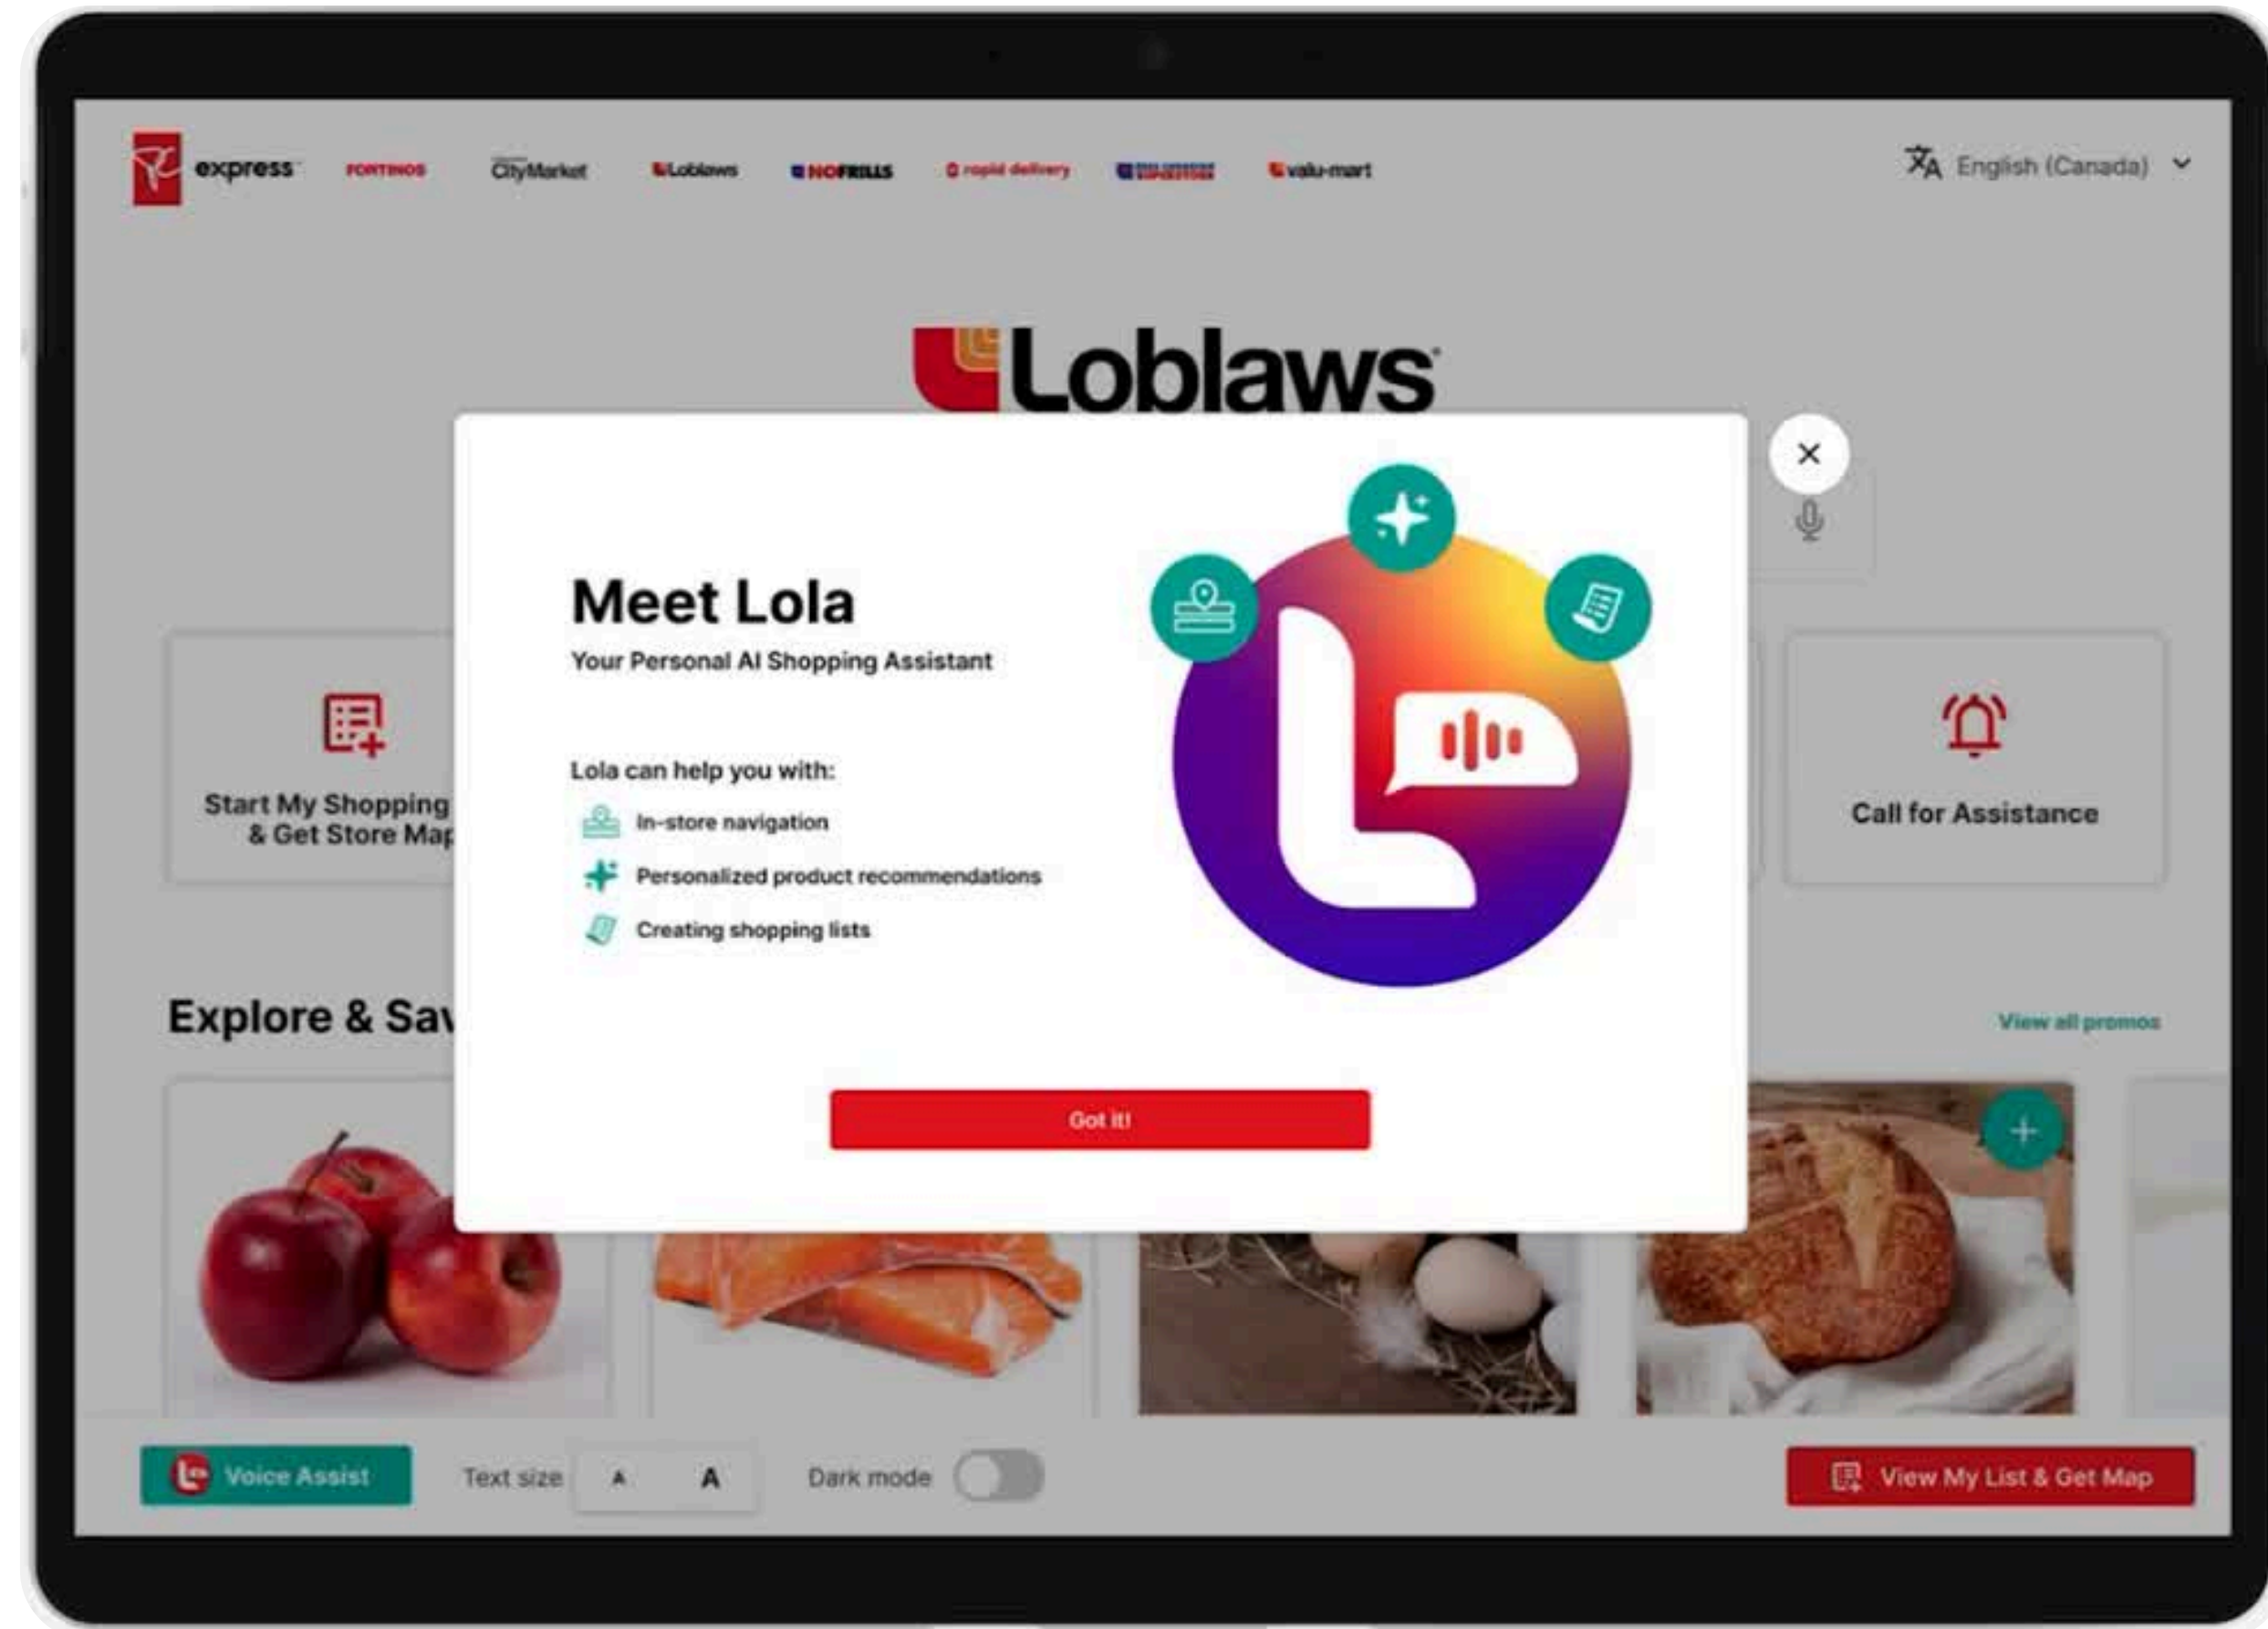 PC express
FORTINOS
CityMarket
Loblaws
NOFRILLS
rapid delivery
SUPERSTORE
valu-mart
English (Canada)
Loblaws
Meet Lola
Your Personal AI Shopping Assistant
Lola can help you with:
In-store navigation
Personalized product recommendations
Creating shopping lists
Got it!
Start My Shopping
& Get Store Map
Call for Assistance
Explore & Sav
View all promos
Voice Assist
Text size
A
A
Dark mode
View My List & Get Map